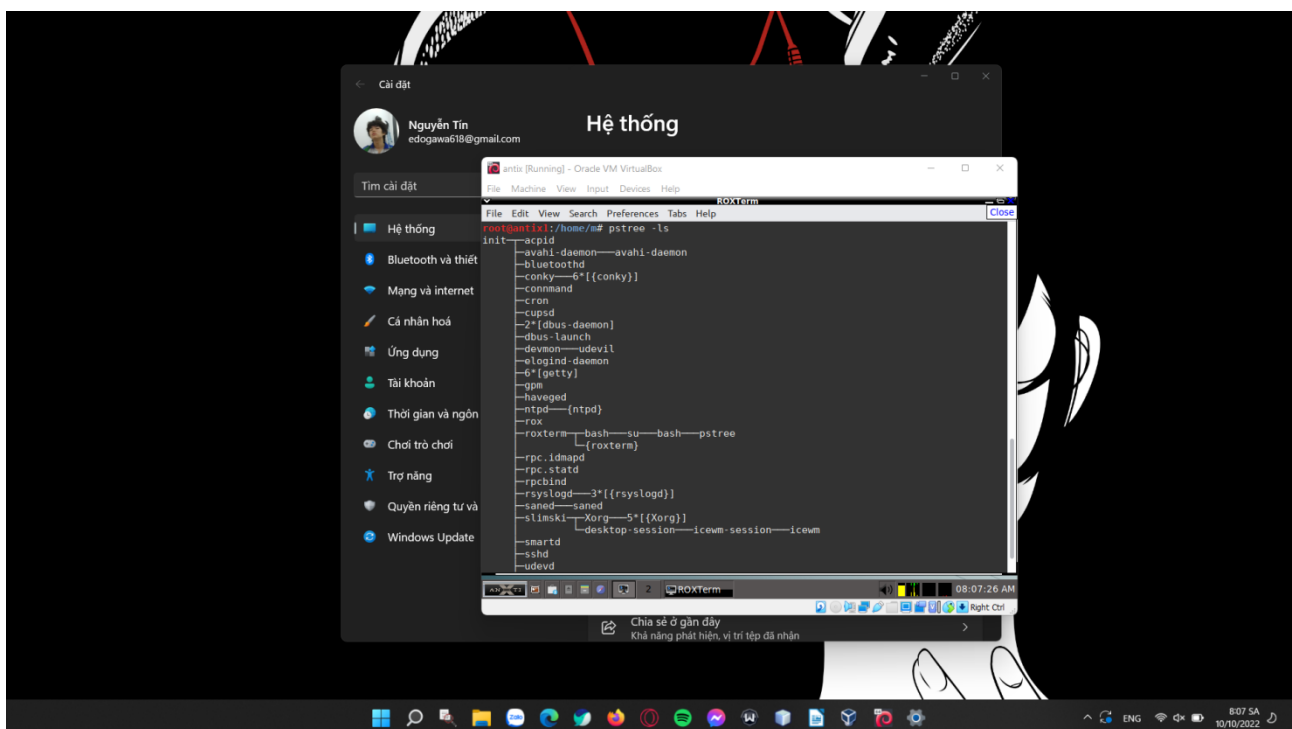 Cài đặt
Nguyễn Tín
edogawa618@gmail.com
Hệ thống
Tìm cài đặt
Hệ thống
Bluetooth và thiết
Mạng và internet
Cá nhân hoá
Ứng dụng
Tài khoản
Thời gian và ngôn
Chơi trò chơi
Trợ năng
Quyền riêng tư và
Windows Update
antix [Running] - Oracle VM VirtualBox
File Machine View Input Devices Help
ROXTerm
File Edit View Search Preferences Tabs Help
Close
root@antix1:/home/m# pstree -ls
init─┬─acpid
├─avahi-daemon───avahi-daemon
├─bluetoothd
├─conky───6*[{conky}]
├─connmand
├─cron
├─cupsd
├─2*[dbus-daemon]
├─dbus-launch
├─devmon───udevil
├─elogind-daemon
├─6*[getty]
├─gpm
├─haveged
├─ntpd───{ntpd}
├─rox
├─roxterm─┬─bash───su───bash───pstree
└─{roxterm}
├─rpc.idmapd
├─rpc.statd
├─rpcbind
├─rsyslogd───3*[{rsyslogd}]
├─saned───saned
├─slimski─┬─Xorg───5*[{Xorg}]
└─desktop-session───icewm-session───icewm
├─smartd
├─sshd
├─udevd
2 ROXTerm 08:07:26 AM
Right Ctrl
Chia sẻ ở gần đây
Khả năng phát hiện, vị trí tệp đã nhận
Zalo
ENG
8:07 SA
10/10/2022